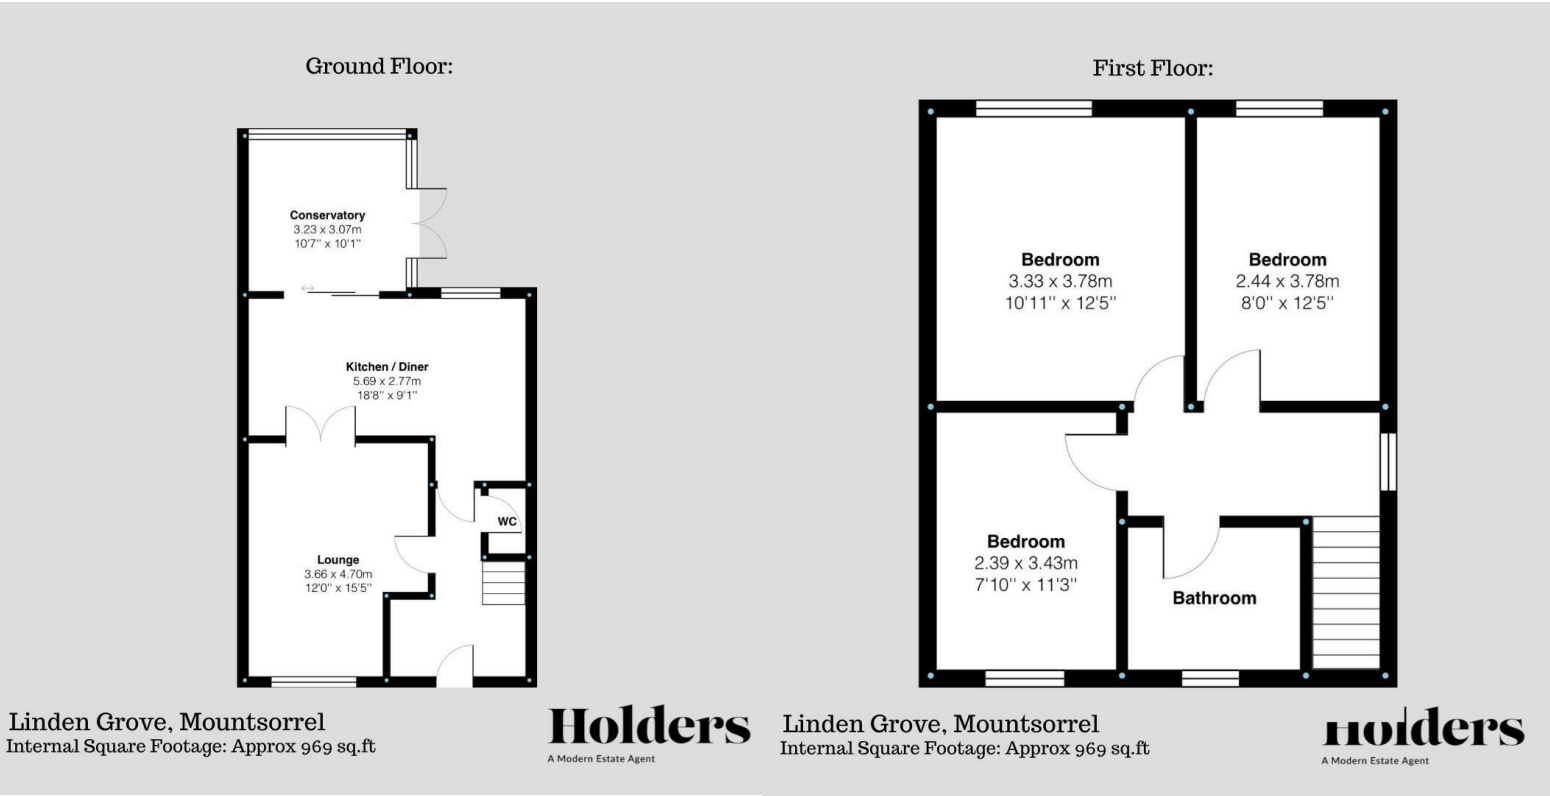 Ground Floor:
Conservatory
3.23 x 3.07m
10'7" x 10'1"
Kitchen / Diner
5.69 x 2.77m
18'8" x 9'1"
WC
Lounge
3.66 x 4.70m
12'0" x 15'5"
Linden Grove, Mountsorrel
Internal Square Footage: Approx 969 sq.ft
Holders
A Modern Estate Agent
First Floor:
Bedroom
3.33 x 3.78m
10'11" x 12'5"
Bedroom
2.44 x 3.78m
8'0" x 12'5"
Bedroom
2.39 x 3.43m
7'10" x 11'3"
Bathroom
Linden Grove, Mountsorrel
Internal Square Footage: Approx 969 sq.ft
Holders
A Modern Estate Agent